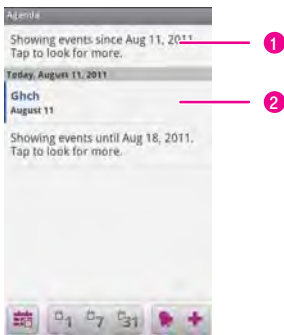 Agenda
Showing events since Aug 11, 2011.
Tap to look for more.
1
Today, August 11, 2011
Ghch
August 11
2
Showing events until Aug 18, 2011.
Tap to look for more.
1 7 31